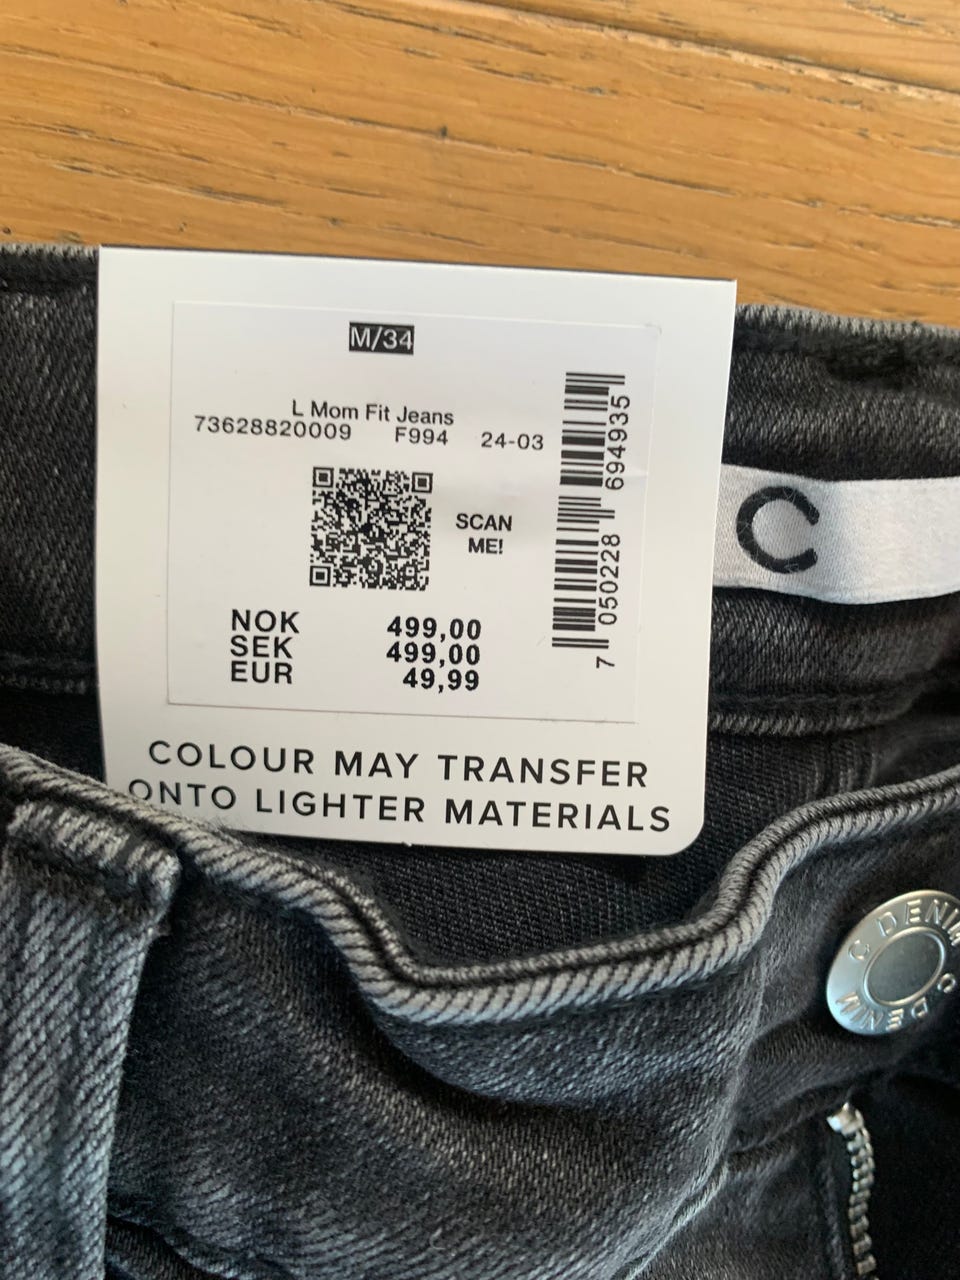 M/34
L Mom Fit Jeans
73628820009 F994 24-03
SCAN
ME!
NOK 499,00
SEK 499,00
EUR 49,99
7 050228 694935
COLOUR MAY TRANSFER
ONTO LIGHTER MATERIALS
C
C DENIM C DENIM